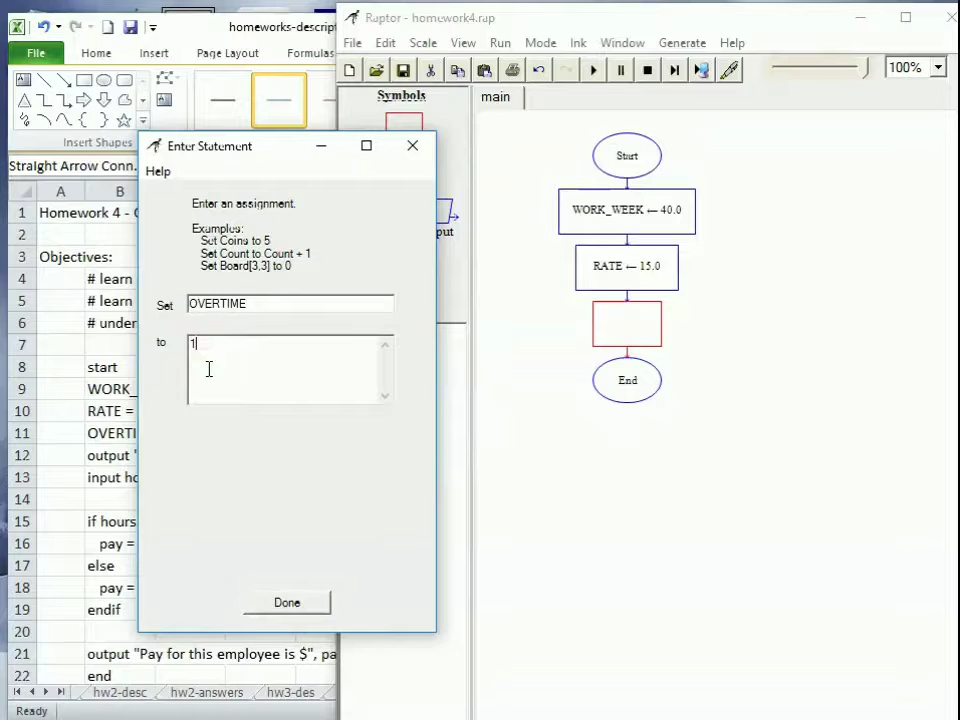 homeworks-descript
File
Home
Insert
Page Layout
Formulas
Insert Shapes
Straight Arrow Conn...
A
B
1 Homework 4 -
2
3 Objectives:
4 # learn
5 # learn
6 # under
7
8 start
9 WORK_
10 RATE =
11 OVERTI
12 output "
13 input ho
14
15 if hours
16 pay =
17 else
18 pay =
19 endif
20
21 output "Pay for this employee is $", pa
22 end
hw2-desc
hw2-answers
hw3-des
Ready
Raptor - homework4.rap
File Edit Scale View Run Mode Ink Window Generate Help
100%
Symbols
main
put
Start
WORK_WEEK ← 40.0
RATE ← 15.0
End
Enter Statement
Help
Enter an assignment.
Examples:
Set Coins to 5
Set Count to Count + 1
Set Board[3,3] to 0
Set OVERTIME
to 1
Done